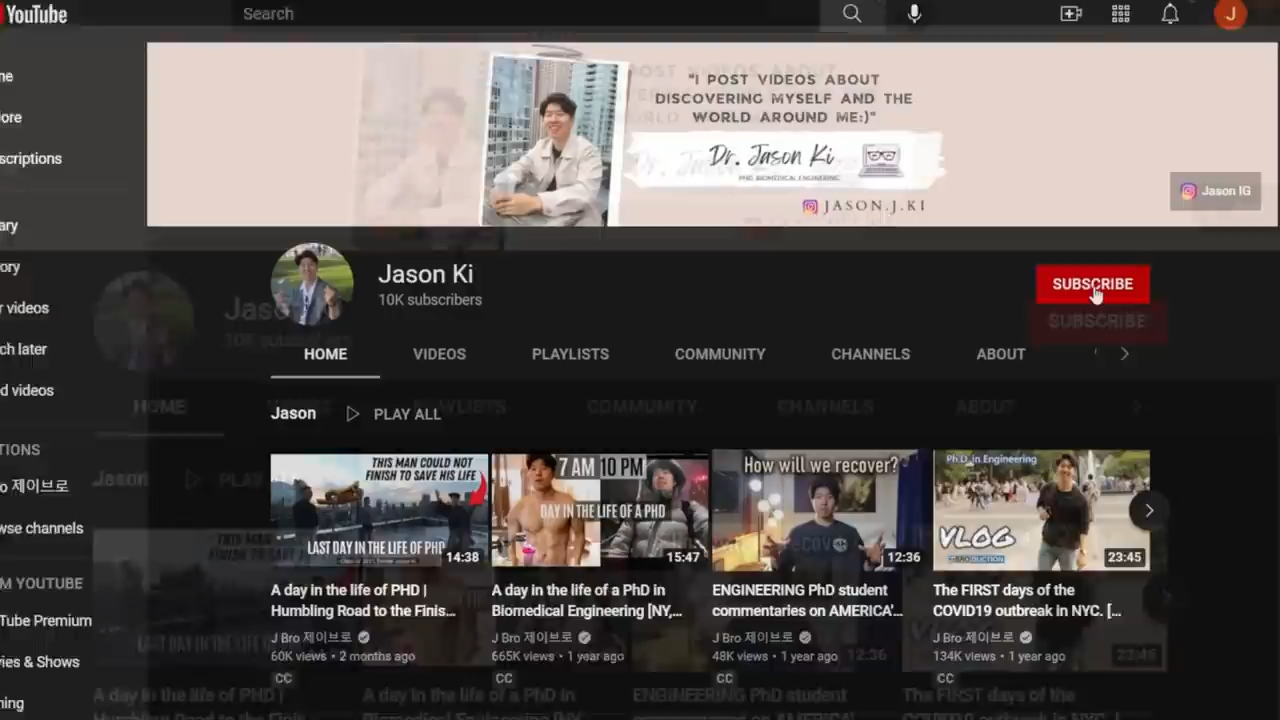 YouTube
Search
J
ne
ore
scriptions
ary
ory
r videos
ch later
d videos
TIONS
o 제이브로
wse channels
M YOUTUBE
Tube Premium
ies & Shows
ning
"I POST VIDEOS ABOUT
DISCOVERING MYSELF AND THE
WORLD AROUND ME:)"
Dr. Jason Ki
PHD BIOMEDICAL ENGINEERING
JASON.J.KI
Jason IG
Jason Ki
10K subscribers
SUBSCRIBE
SUBSCRIBE
HOME VIDEOS PLAYLISTS COMMUNITY CHANNELS ABOUT
Jason PLAY ALL
THIS MAN COULD NOT
FINISH TO SAVE HIS LIFE
LAST DAY IN THE LIFE OF PHD
14:38
7 AM 10 PM
DAY IN THE LIFE OF A PHD
15:47
How will we recover?
12:36
Ph.D. in Engineering
VLOG
23:45
A day in the life of PHD |
Humbling Road to the Finis...
J Bro 제이브로
60K views • 2 months ago
CC
A day in the life of a PhD in
Biomedical Engineering [NY,...
J Bro 제이브로
665K views • 1 year ago
CC
ENGINEERING PhD student
commentaries on AMERICA'...
J Bro 제이브로
48K views • 1 year ago
CC
The FIRST days of the
COVID19 outbreak in NYC. [...
J Bro 제이브로
134K views • 1 year ago
CC